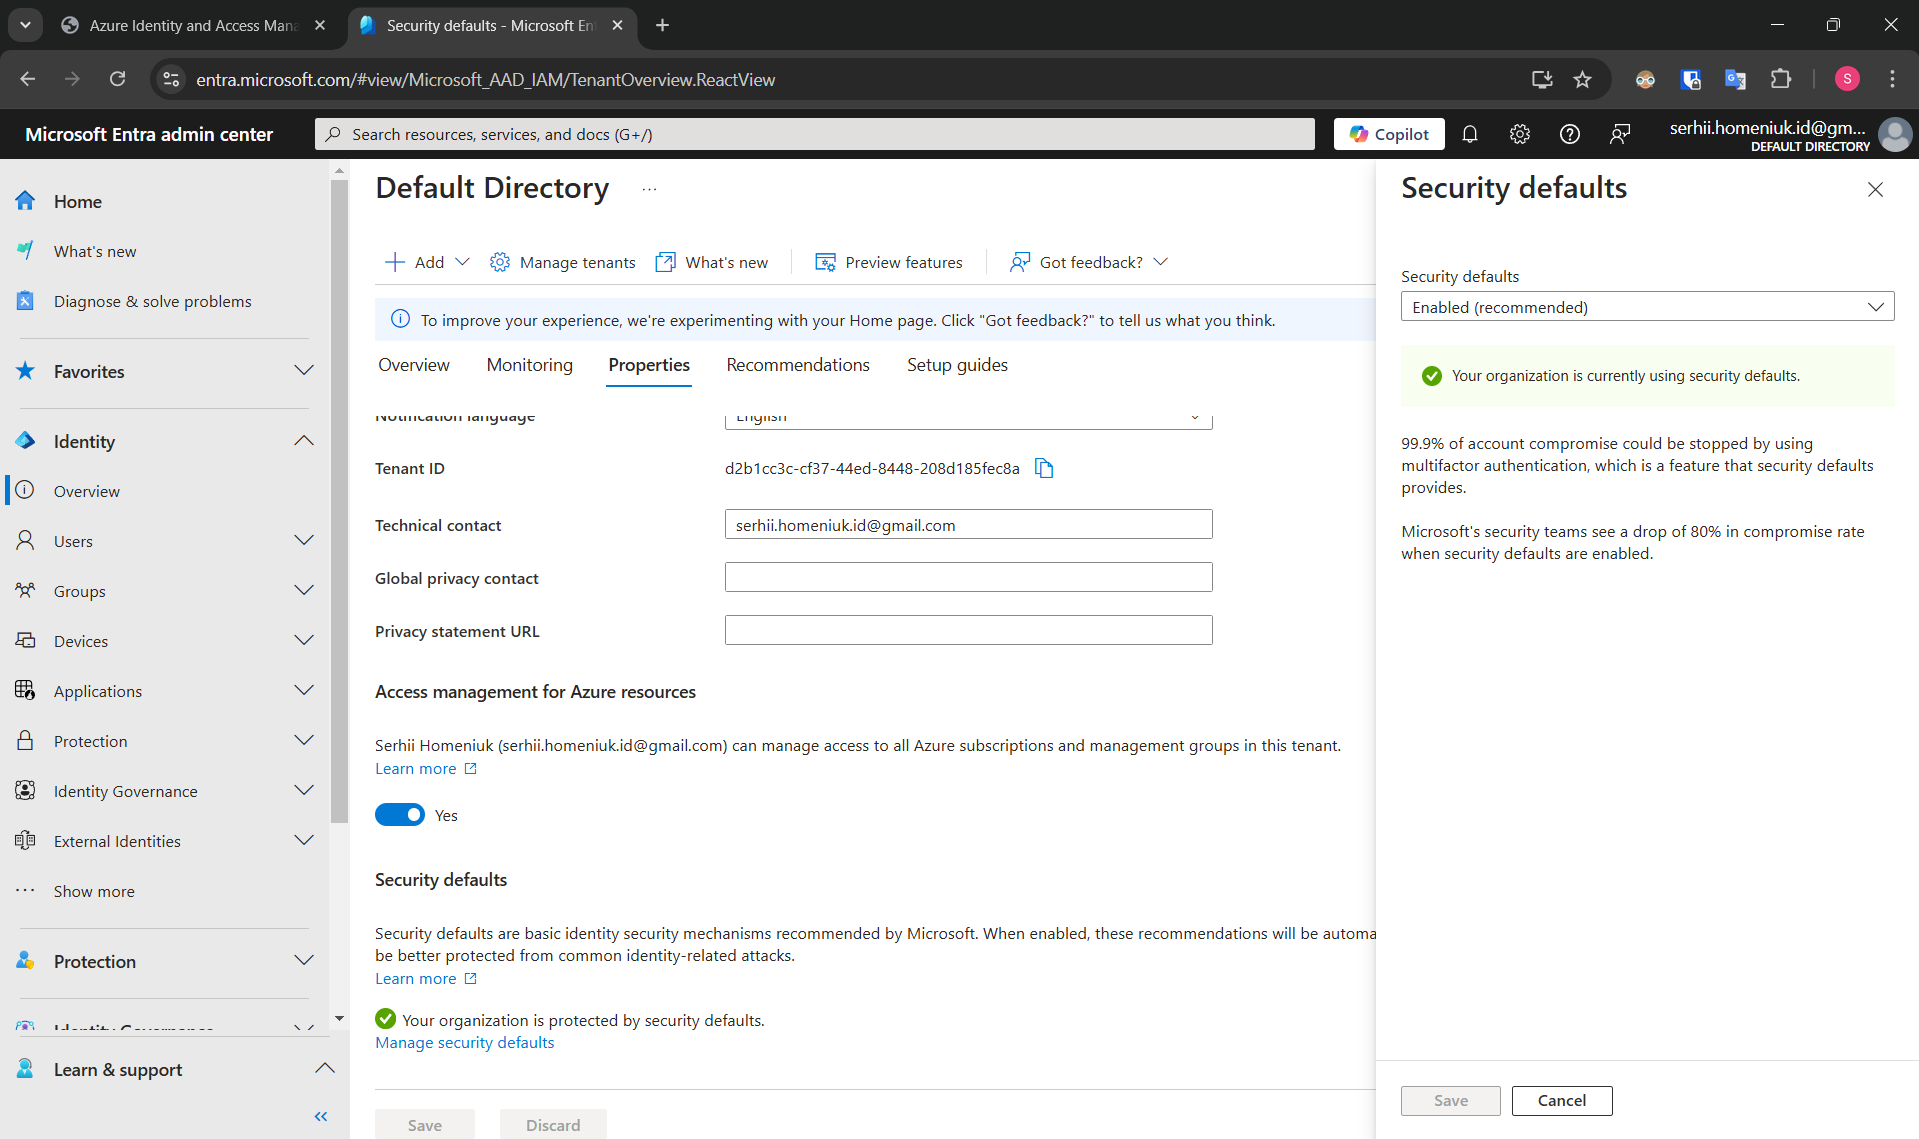 Azure Identity and Access Mana
Security defaults - Microsoft En
entra.microsoft.com/#view/Microsoft_AAD_IAM/TenantOverview.ReactView
S
Microsoft Entra admin center
Search resources, services, and docs (G+/)
Copilot
serhii.homeniuk.id@gm...
DEFAULT DIRECTORY
Home
What's new
Diagnose & solve problems
Favorites
Identity
Overview
Users
Groups
Devices
Applications
Protection
Identity Governance
External Identities
Show more
Protection
Identity Governance
Learn & support
Default Directory
Add
Manage tenants
What's new
Preview features
Got feedback?
To improve your experience, we're experimenting with your Home page. Click "Got feedback?" to tell us what you think.
Overview
Monitoring
Properties
Recommendations
Setup guides
Notification language
English
Tenant ID
d2b1cc3c-cf37-44ed-8448-208d185fec8a
Technical contact
serhii.homeniuk.id@gmail.com
Global privacy contact
Privacy statement URL
Access management for Azure resources
Serhii Homeniuk (serhii.homeniuk.id@gmail.com) can manage access to all Azure subscriptions and management groups in this tenant.
Learn more
Yes
Security defaults
Security defaults are basic identity security mechanisms recommended by Microsoft. When enabled, these recommendations will be automa
be better protected from common identity-related attacks.
Learn more
Your organization is protected by security defaults.
Manage security defaults
Save
Discard
Security defaults
Security defaults
Enabled (recommended)
Your organization is currently using security defaults.
99.9% of account compromise could be stopped by using
multifactor authentication, which is a feature that security defaults
provides.
Microsoft's security teams see a drop of 80% in compromise rate
when security defaults are enabled.
Save
Cancel